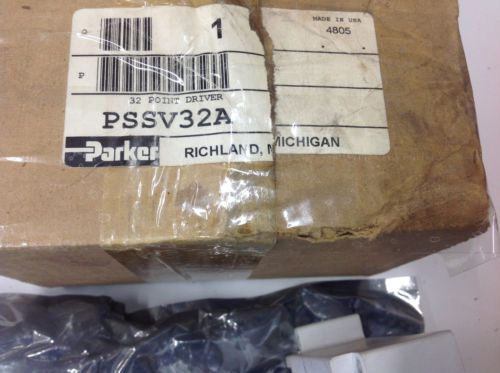 Q
1
MADE IN USA
4805
P
32 POINT DRIVER
PSSV32A
Parker
RICHLAND, MICHIGAN